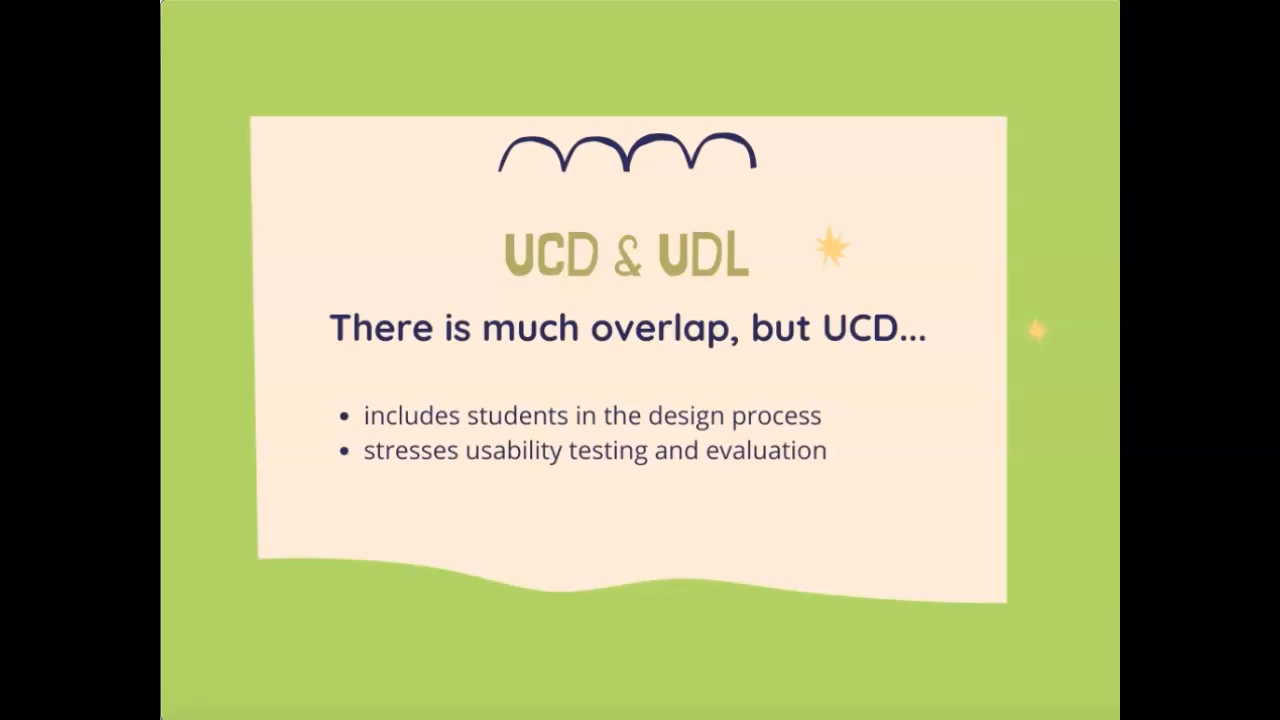 UCD & UDL
There is much overlap, but UCD...
• includes students in the design process
• stresses usability testing and evaluation